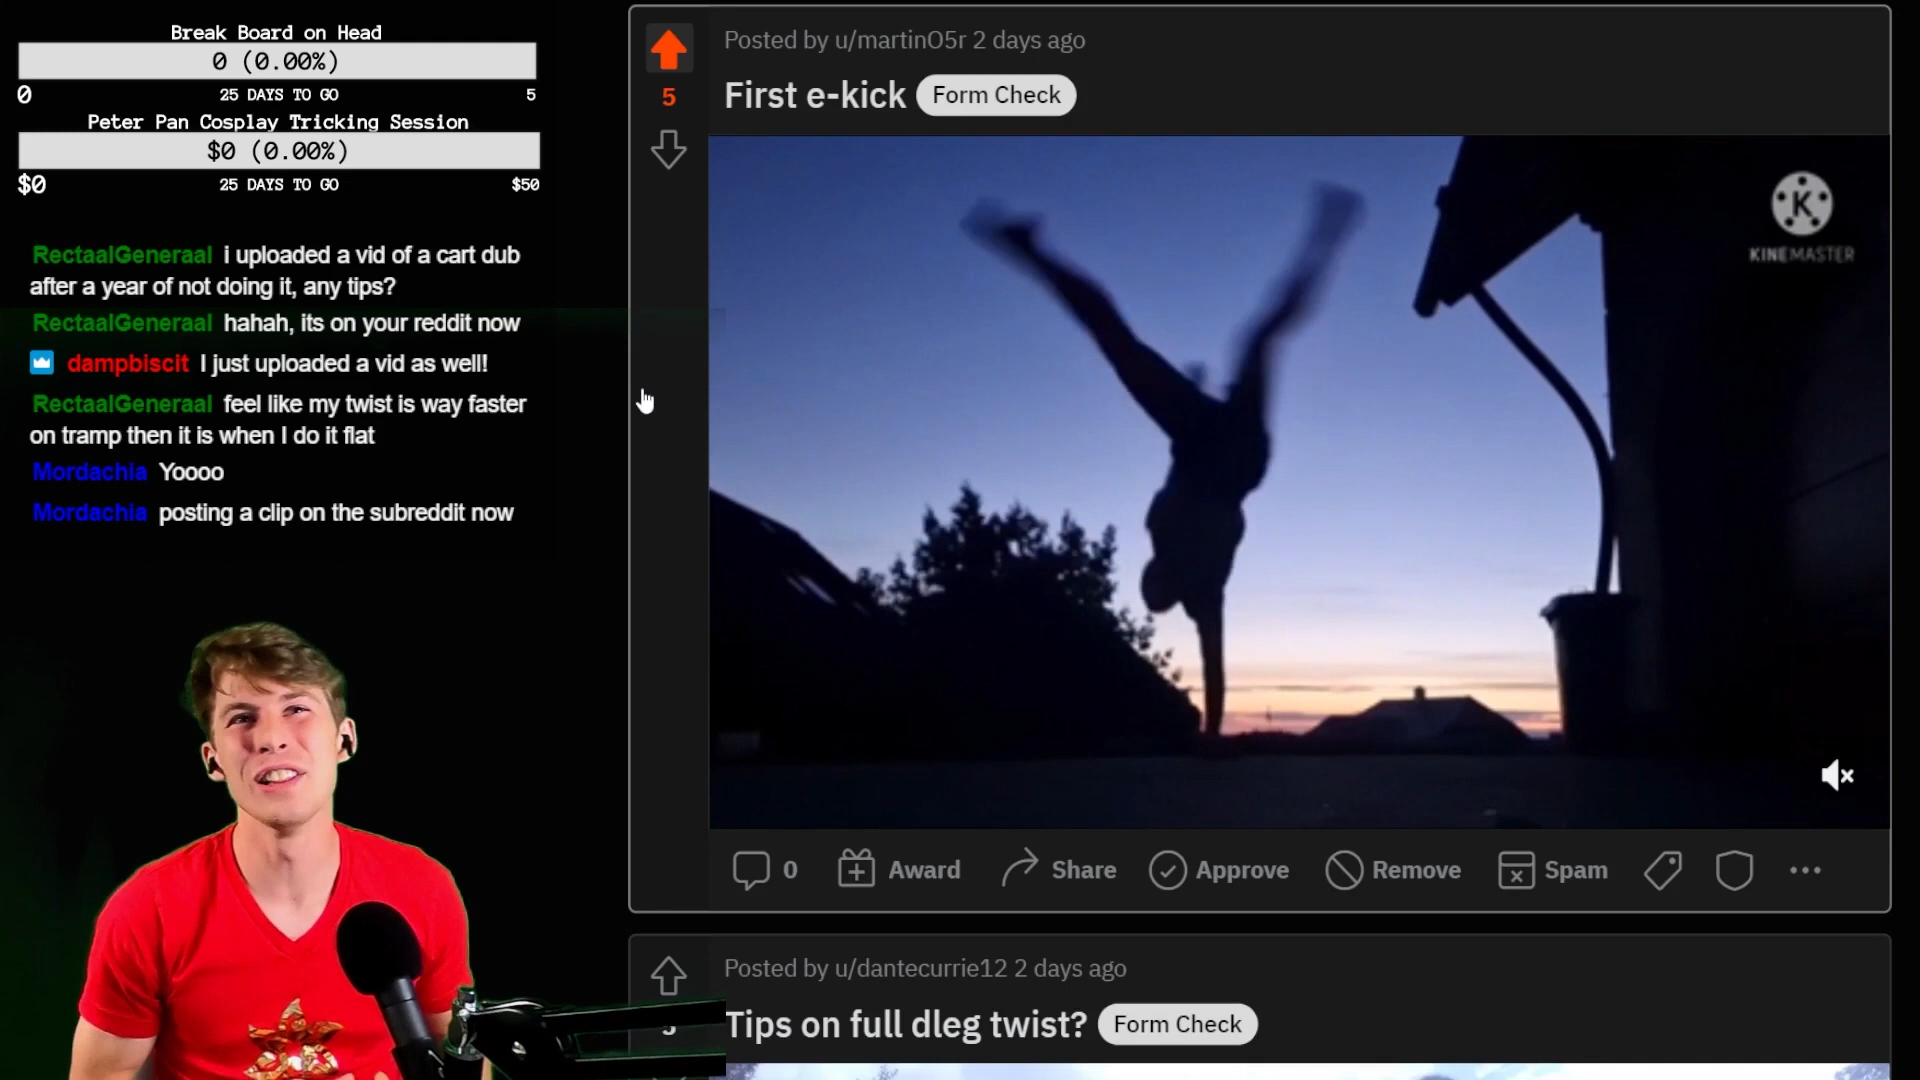 Break Board on Head
0 (0.00%)
0 25 DAYS TO GO 5
Peter Pan Cosplay Tricking Session
$0 (0.00%)
$0 25 DAYS TO GO $50
RectaalGeneraal i uploaded a vid of a cart dub
after a year of not doing it, any tips?
RectaalGeneraal hahah, its on your reddit now
dampbiscit I just uploaded a vid as well!
RectaalGeneraal feel like my twist is way faster
on tramp then it is when I do it flat
Mordachia Yoooo
Mordachia posting a clip on the subreddit now
Posted by u/martin05r 2 days ago
5
First e-kick Form Check
K
KINEMASTER
0 Award Share Approve Remove Spam
Posted by u/dantecurrie12 2 days ago
Tips on full dleg twist? Form Check